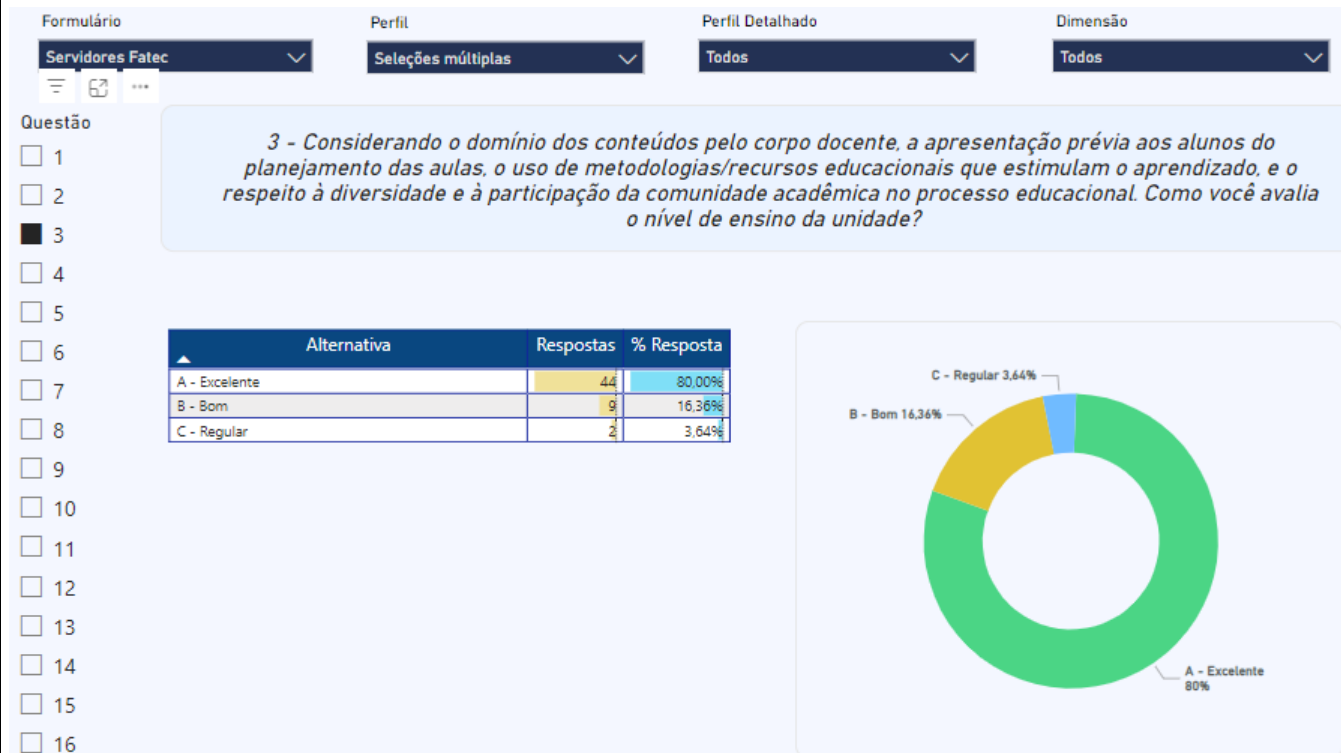 Formulário
Perfil
Perfil Detalhado
Dimensão
Servidores Fatec
Seleções múltiplas
Todos
Todos
Questão
1
2
3
4
5
6
7
8
9
10
11
12
13
14
15
16
3 - Considerando o domínio dos conteúdos pelo corpo docente, a apresentação prévia aos alunos do
planejamento das aulas, o uso de metodologias/recursos educacionais que estimulam o aprendizado, e o
respeito à diversidade e à participação da comunidade acadêmica no processo educacional. Como você avalia
o nível de ensino da unidade?
Alternativa Respostas % Resposta
A - Excelente 44 80,00%
B - Bom 9 16,36%
C - Regular 2 3,64%
C - Regular 3,64%
B - Bom 16,36%
A - Excelente
80%